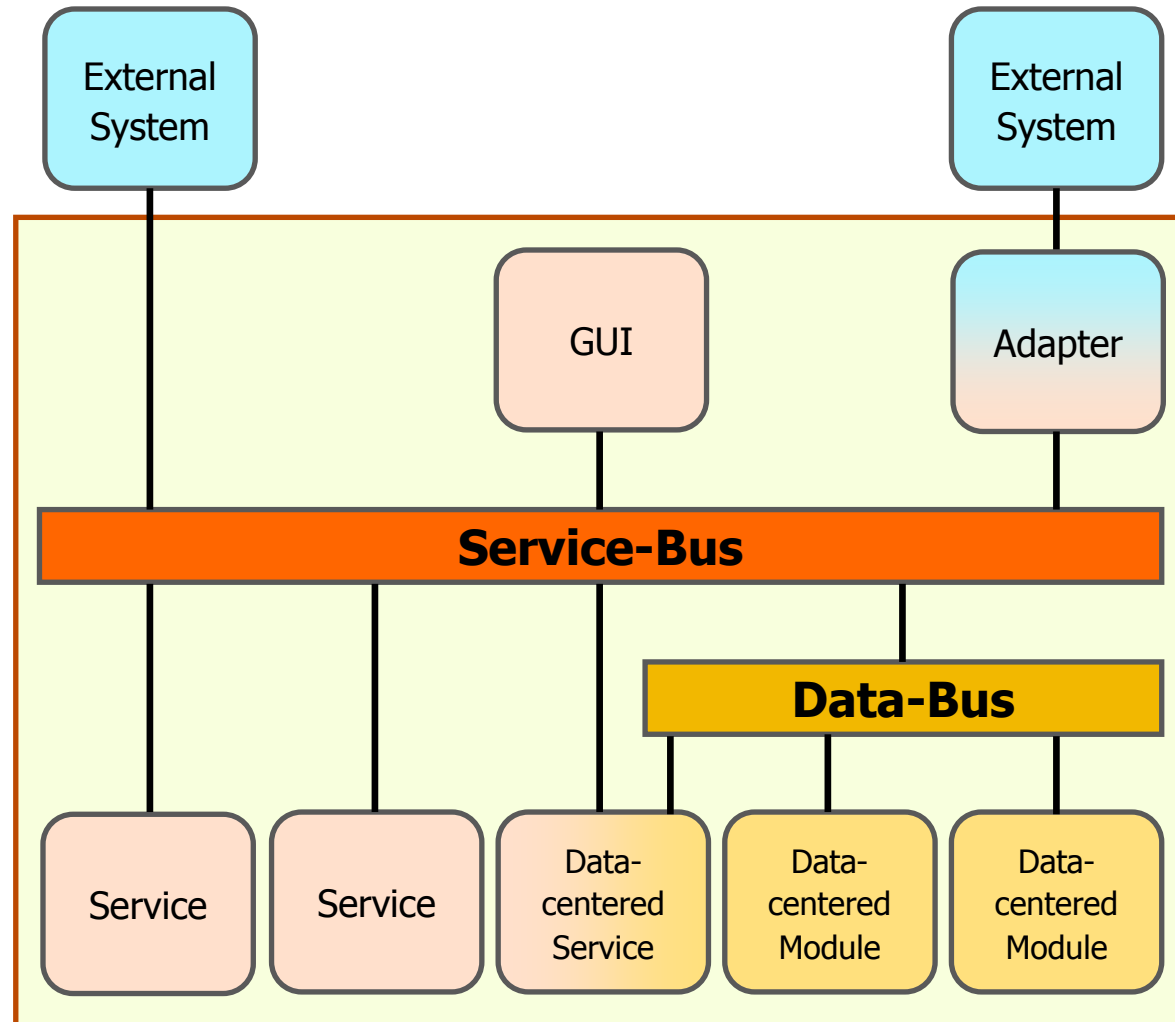 External
System
External
System
GUI
Adapter
Service-Bus
Data-Bus
Service
Service
Data-
centered
Service
Data-
centered
Module
Data-
centered
Module